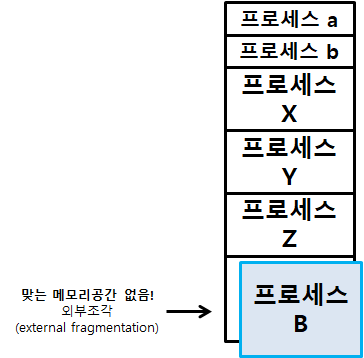 프로세스 a
프로세스 b
프로세스
X
프로세스
Y
프로세스
Z
맞는 메모리공간 없음!
외부조각
(external fragmentation)
프로세스
B